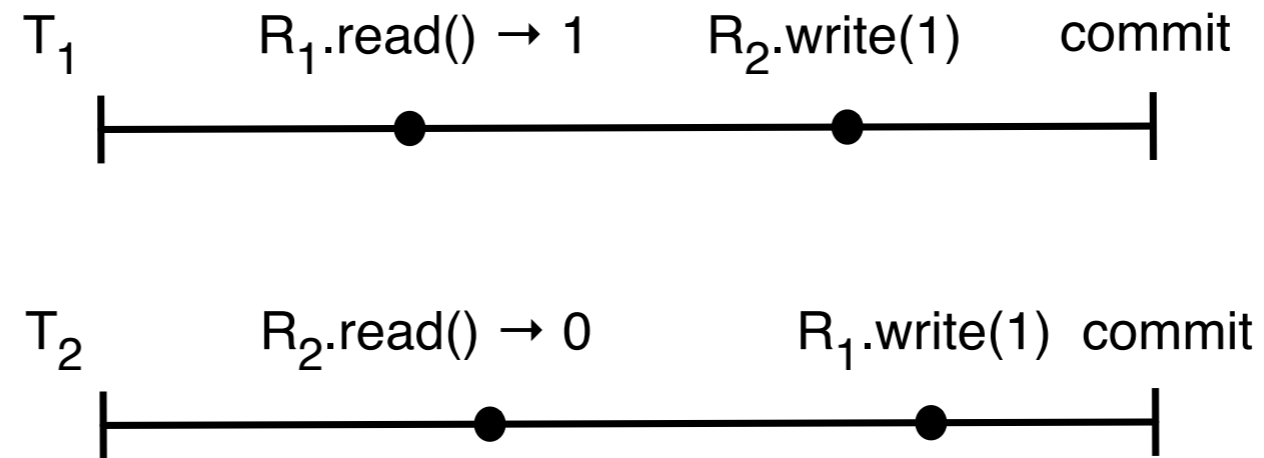 T₁ R₁.read() → 1 R₂.write(1) commit
T₂ R₂.read() → 0 R₁.write(1) commit